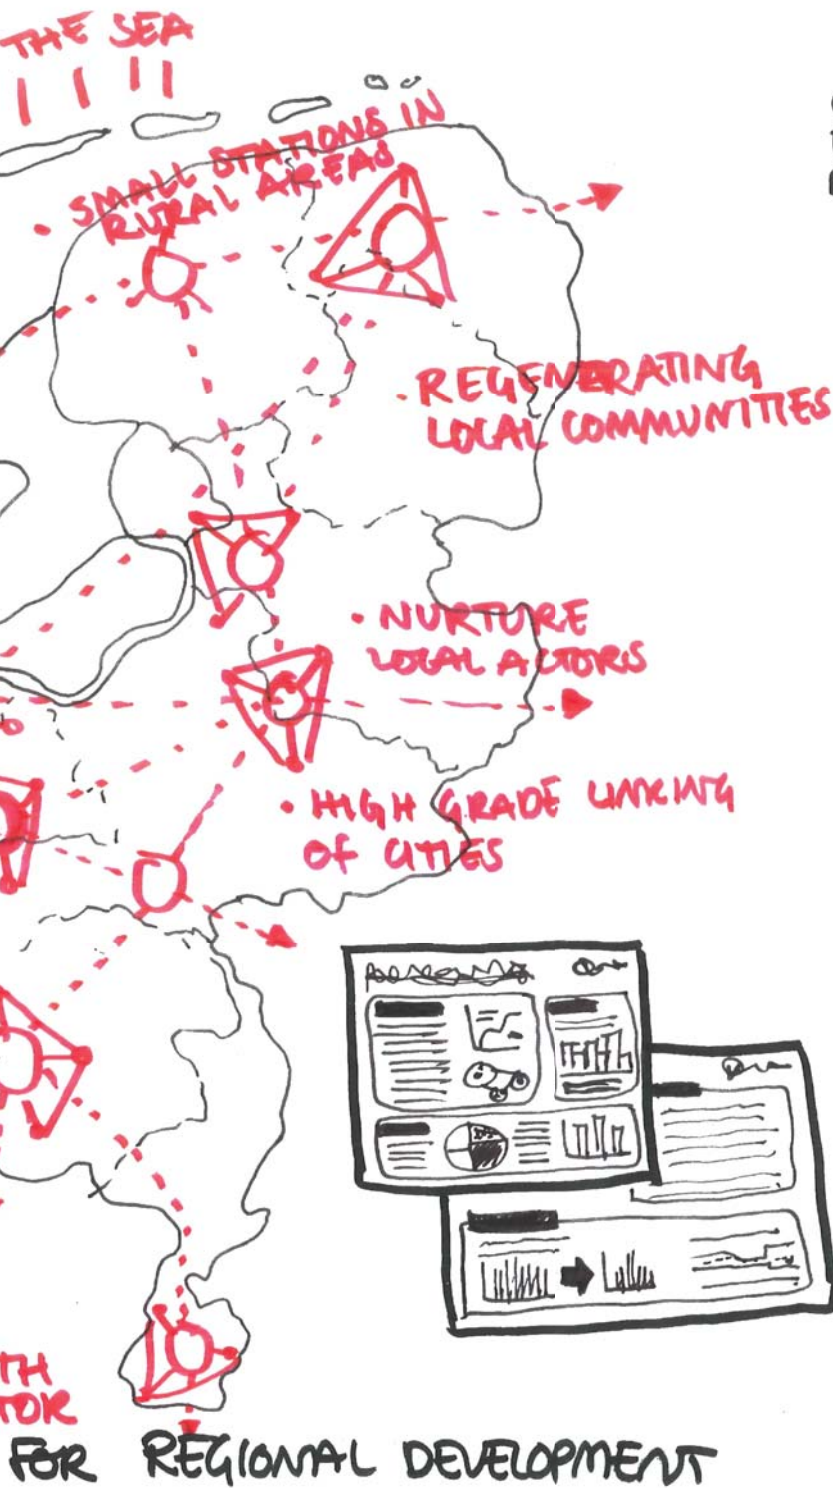 THE SEA
• SMALL STATIONS IN
RURAL AREAS
• REGENERATING
LOCAL COMMUNITIES
• NURTURE
LOCAL ACTORS
• HIGH GRADE LINKING
OF CITIES
TH
TOR
FOR REGIONAL DEVELOPMENT